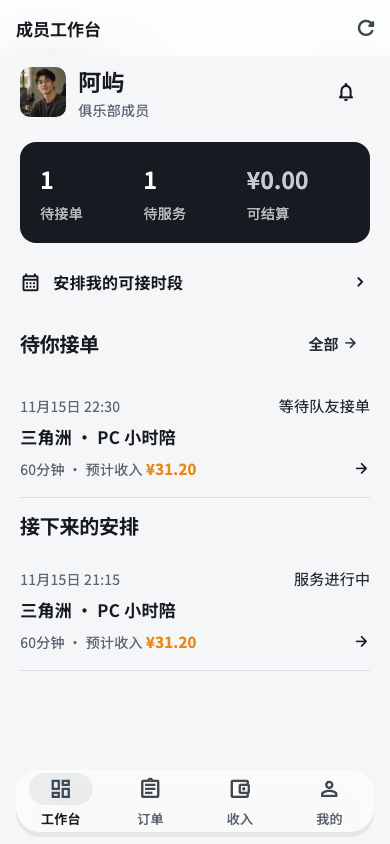 成员工作台
阿屿
俱乐部成员
1
1
¥0.00
待接单
待服务
可结算
安排我的可接时段
待你接单
全部
11月15日 22:30
等待队友接单
三角洲 · PC 小时陪
60分钟 · 预计收入 ¥31.20
接下来的安排
11月15日 21:15
服务进行中
三角洲 · PC 小时陪
60分钟 · 预计收入 ¥31.20
工作台
订单
收入
我的